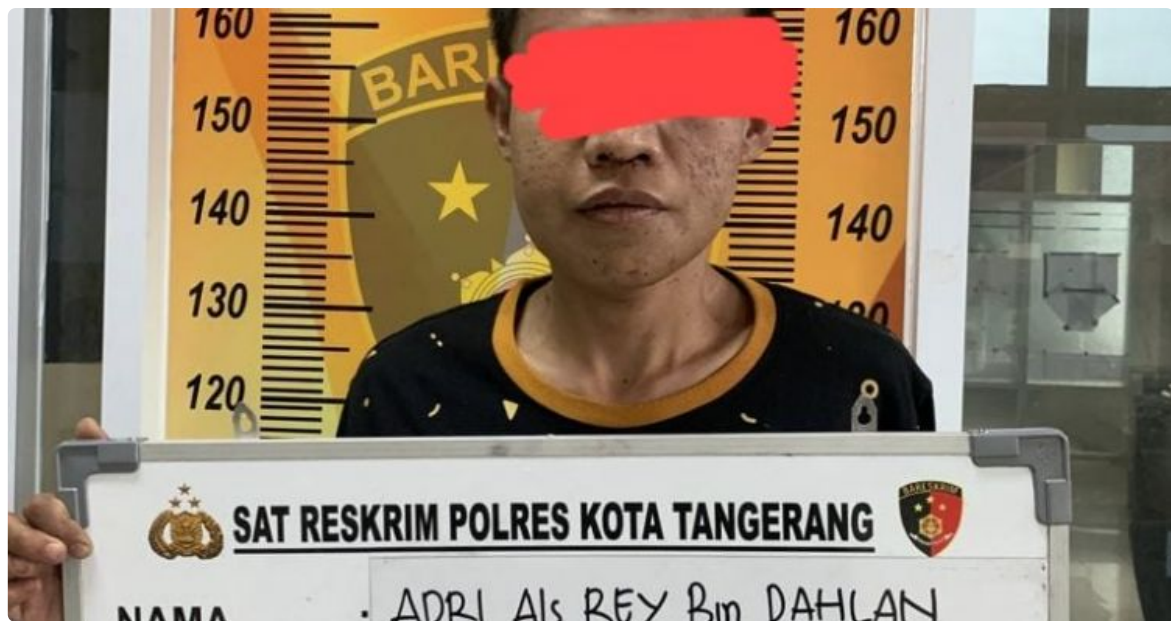 160 160
BARE
150 150
140 140
130
120
SAT RESKRIM POLRES KOTA TANGERANG
BARESKRIM
NAMA : ADRI Als REY Bin DAHLAN